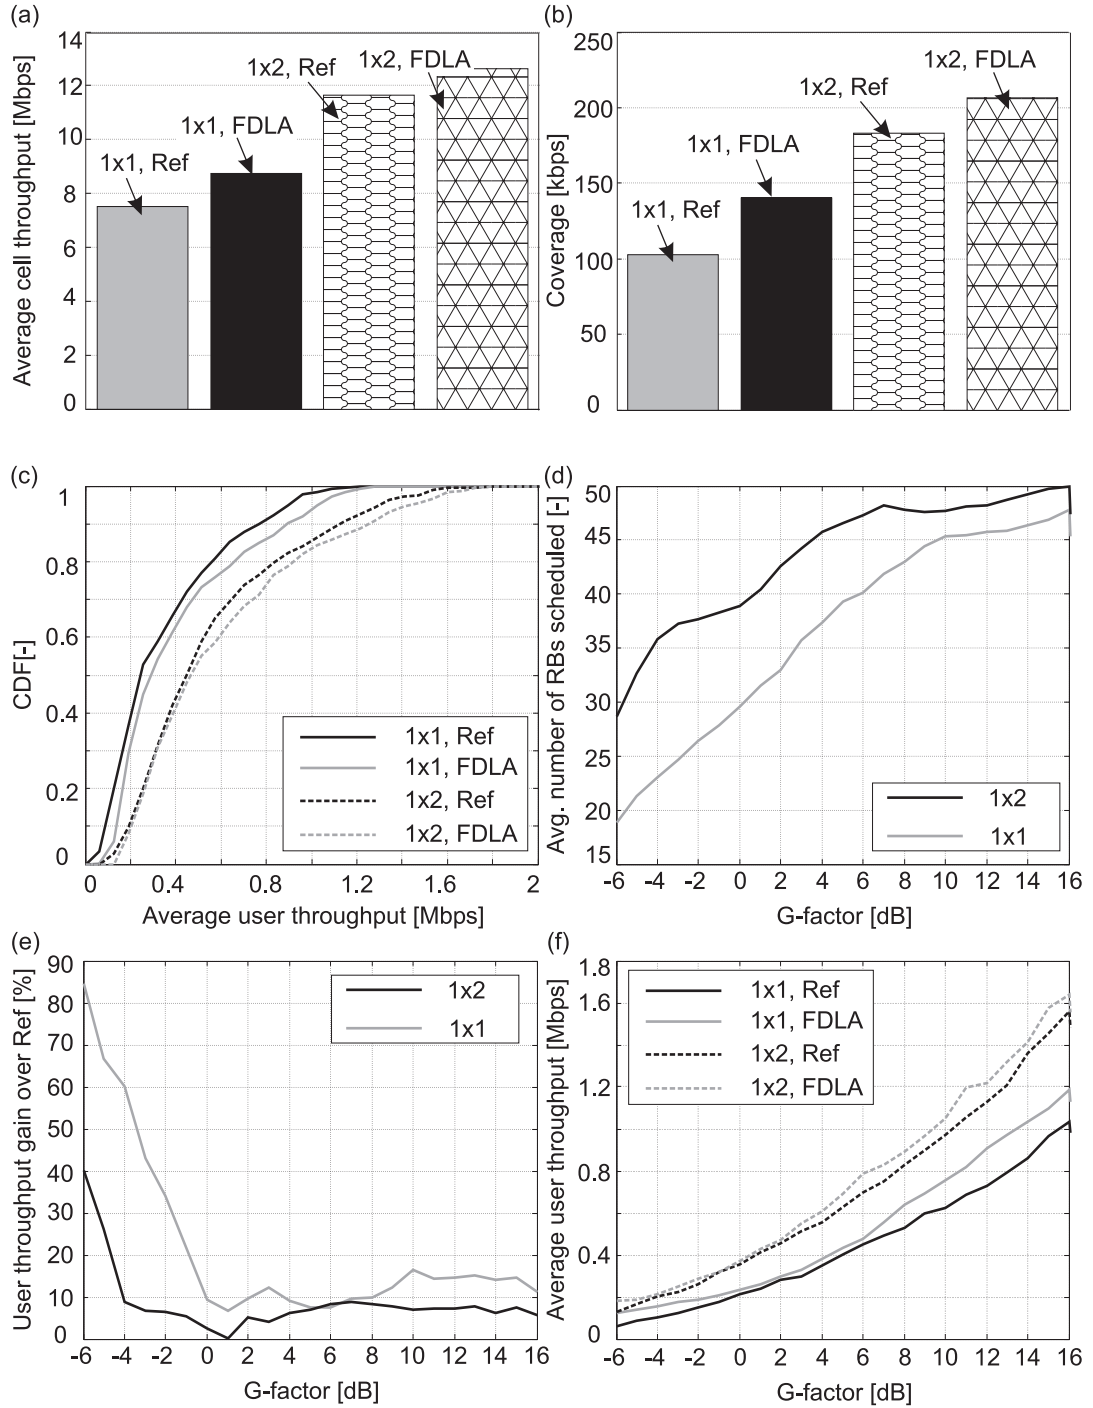 (a)
Average cell throughput [Mbps]
14
12
10
8
6
4
2
0
1x1, Ref
1x1, FDLA
1x2, Ref
1x2, FDLA
(b)
Coverage [kbps]
250
200
150
100
50
0
1x1, Ref
1x1, FDLA
1x2, Ref
1x2, FDLA
(c)
CDF[-]
1
0.8
0.6
0.4
0.2
0
1x1, Ref
1x1, FDLA
1x2, Ref
1x2, FDLA
0 0.4 0.8 1.2 1.6 2
Average user throughput [Mbps]
(d)
Avg. number of RBs scheduled [-]
50
45
40
35
30
25
20
15
1x2
1x1
-6 -4 -2 0 2 4 6 8 10 12 14 16
G-factor [dB]
(e)
User throughput gain over Ref [%]
90
80
70
60
50
40
30
20
10
0
1x2
1x1
-6 -4 -2 0 2 4 6 8 10 12 14 16
G-factor [dB]
(f)
Average user throughput [Mbps]
1.8
1.6
1.2
0.8
0.4
0
1x1, Ref
1x1, FDLA
1x2, Ref
1x2, FDLA
-6 -4 -2 0 2 4 6 8 10 12 14 16
G-factor [dB]